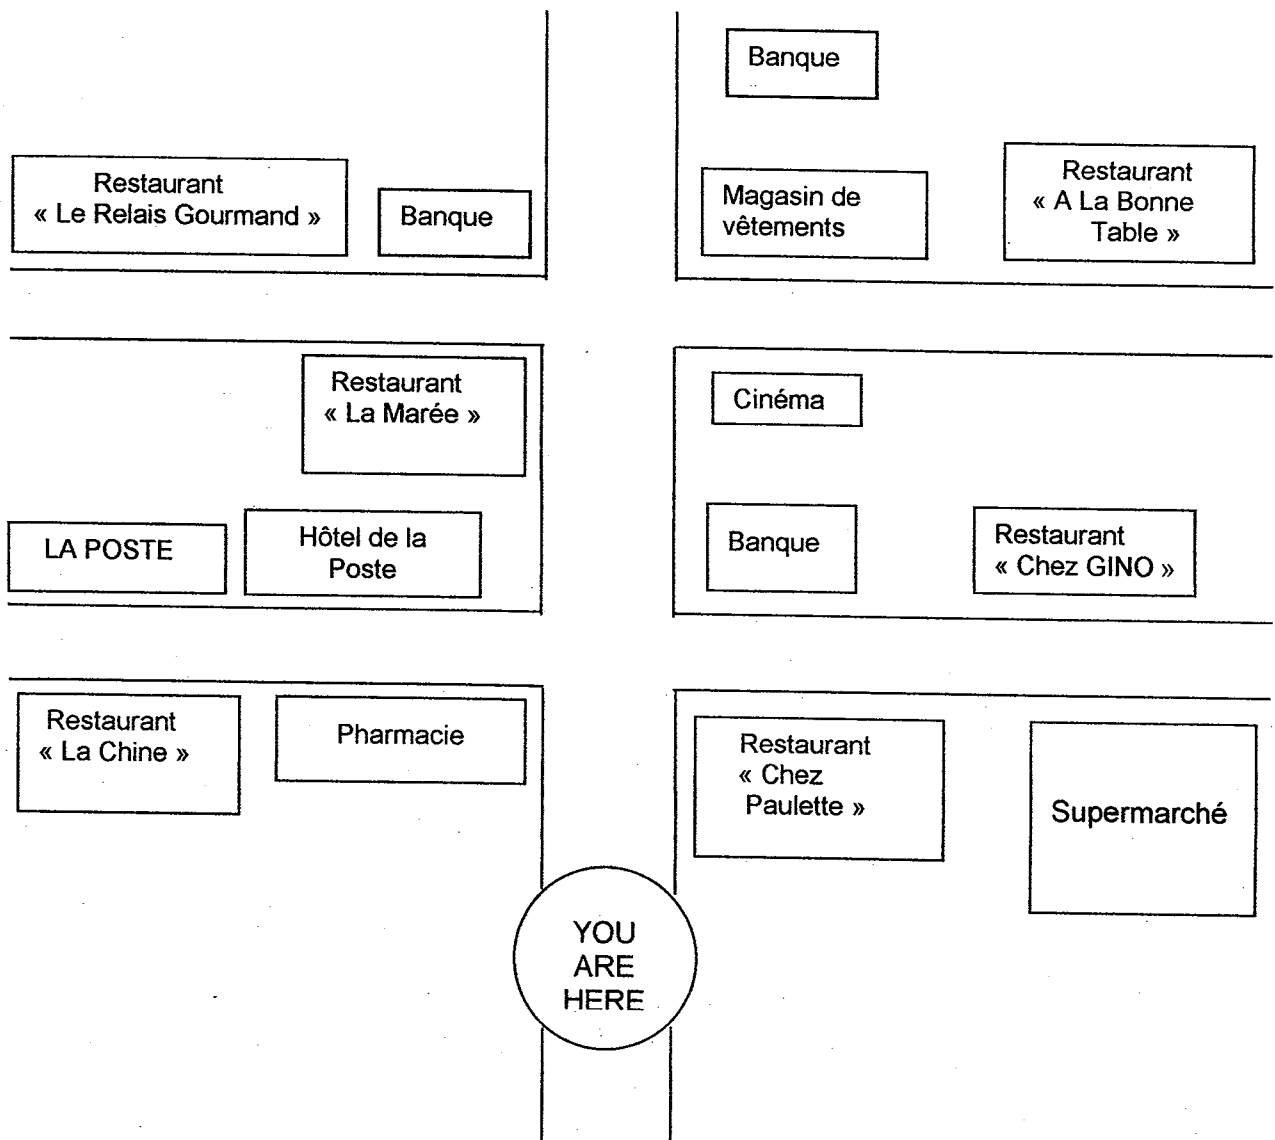 Banque
Restaurant
« Le Relais Gourmand »
Banque
Magasin de
vêtements
Restaurant
« A La Bonne
Table »
Restaurant
« La Marée »
Cinéma
LA POSTE
Hôtel de la
Poste
Banque
Restaurant
« Chez GINO »
Restaurant
« La Chine »
Pharmacie
Restaurant
« Chez
Paulette »
Supermarché
YOU
ARE
HERE